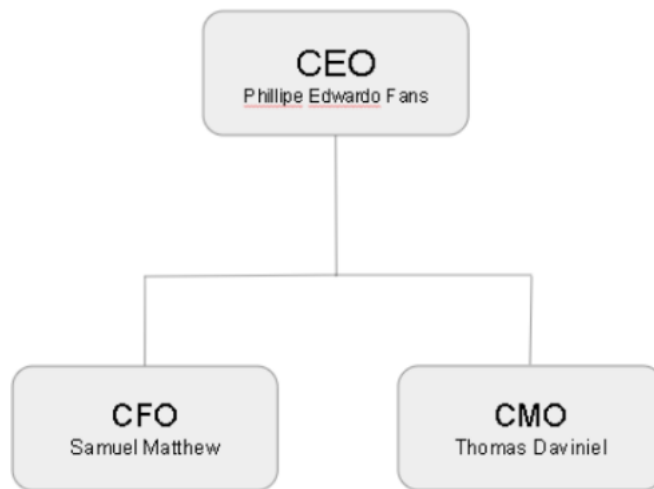 CEO
Phillipe Edwardo Fans
CFO
Samuel Matthew
CMO
Thomas Daviniel